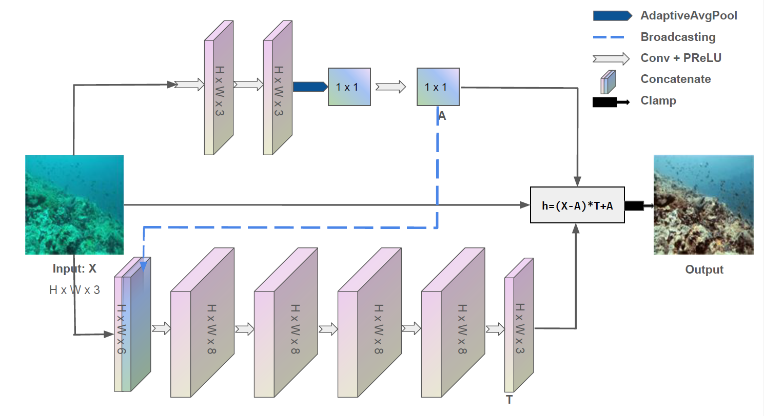 AdaptiveAvgPool
Broadcasting
Conv + PReLU
Concatenate
Clamp
H x W x 3
H x W x 3
1 x 1
1 x 1
A
h=(X-A)*T+A
Input: X
H x W x 3
Output
H x W x 6
H x W x 8
H x W x 8
H x W x 8
H x W x 8
H x W x 3
T